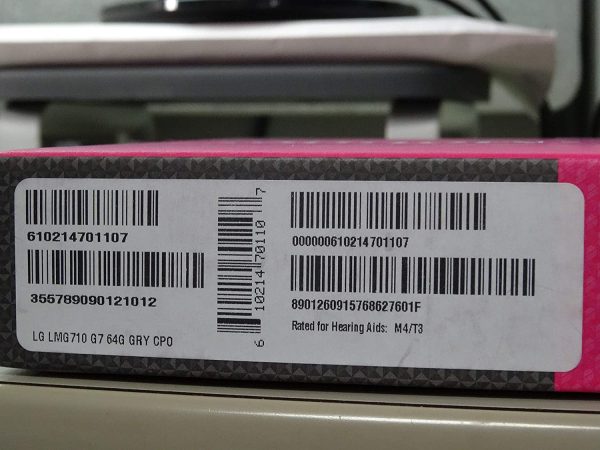 610214701107
355789090121012
LG LMG710 G7 64G GRY CPO
6 10214 70110 7
000000610214701107
8901260915768627601F
Rated for Hearing Aids: M4/T3